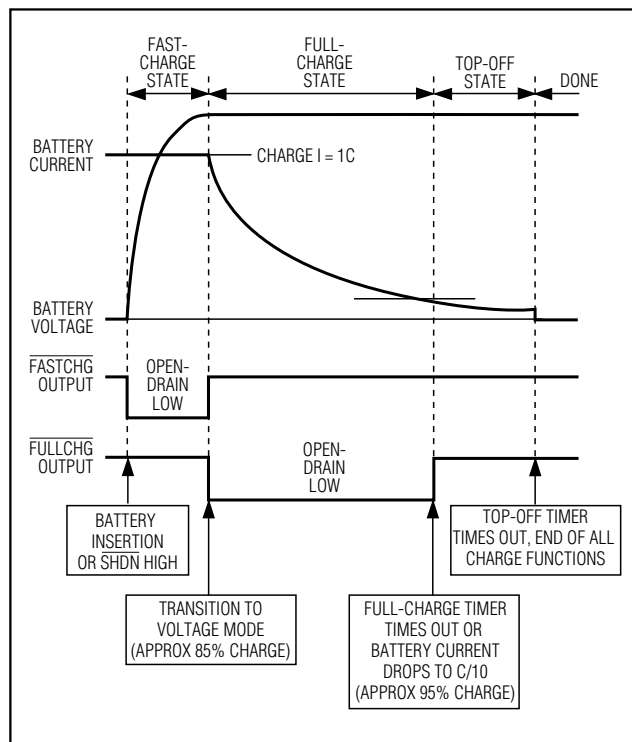 FAST-
CHARGE
STATE
FULL-
CHARGE
STATE
TOP-OFF
STATE
DONE
BATTERY
CURRENT
CHARGE I = 1C
BATTERY
VOLTAGE
FASTCHG
OUTPUT
OPEN-
DRAIN
LOW
FULLCHG
OUTPUT
OPEN-
DRAIN
LOW
BATTERY
INSERTION
OR SHDN HIGH
TOP-OFF TIMER
TIMES OUT, END OF ALL
CHARGE FUNCTIONS
TRANSITION TO
VOLTAGE MODE
(APPROX 85% CHARGE)
FULL-CHARGE TIMER
TIMES OUT OR
BATTERY CURRENT
DROPS TO C/10
(APPROX 95% CHARGE)